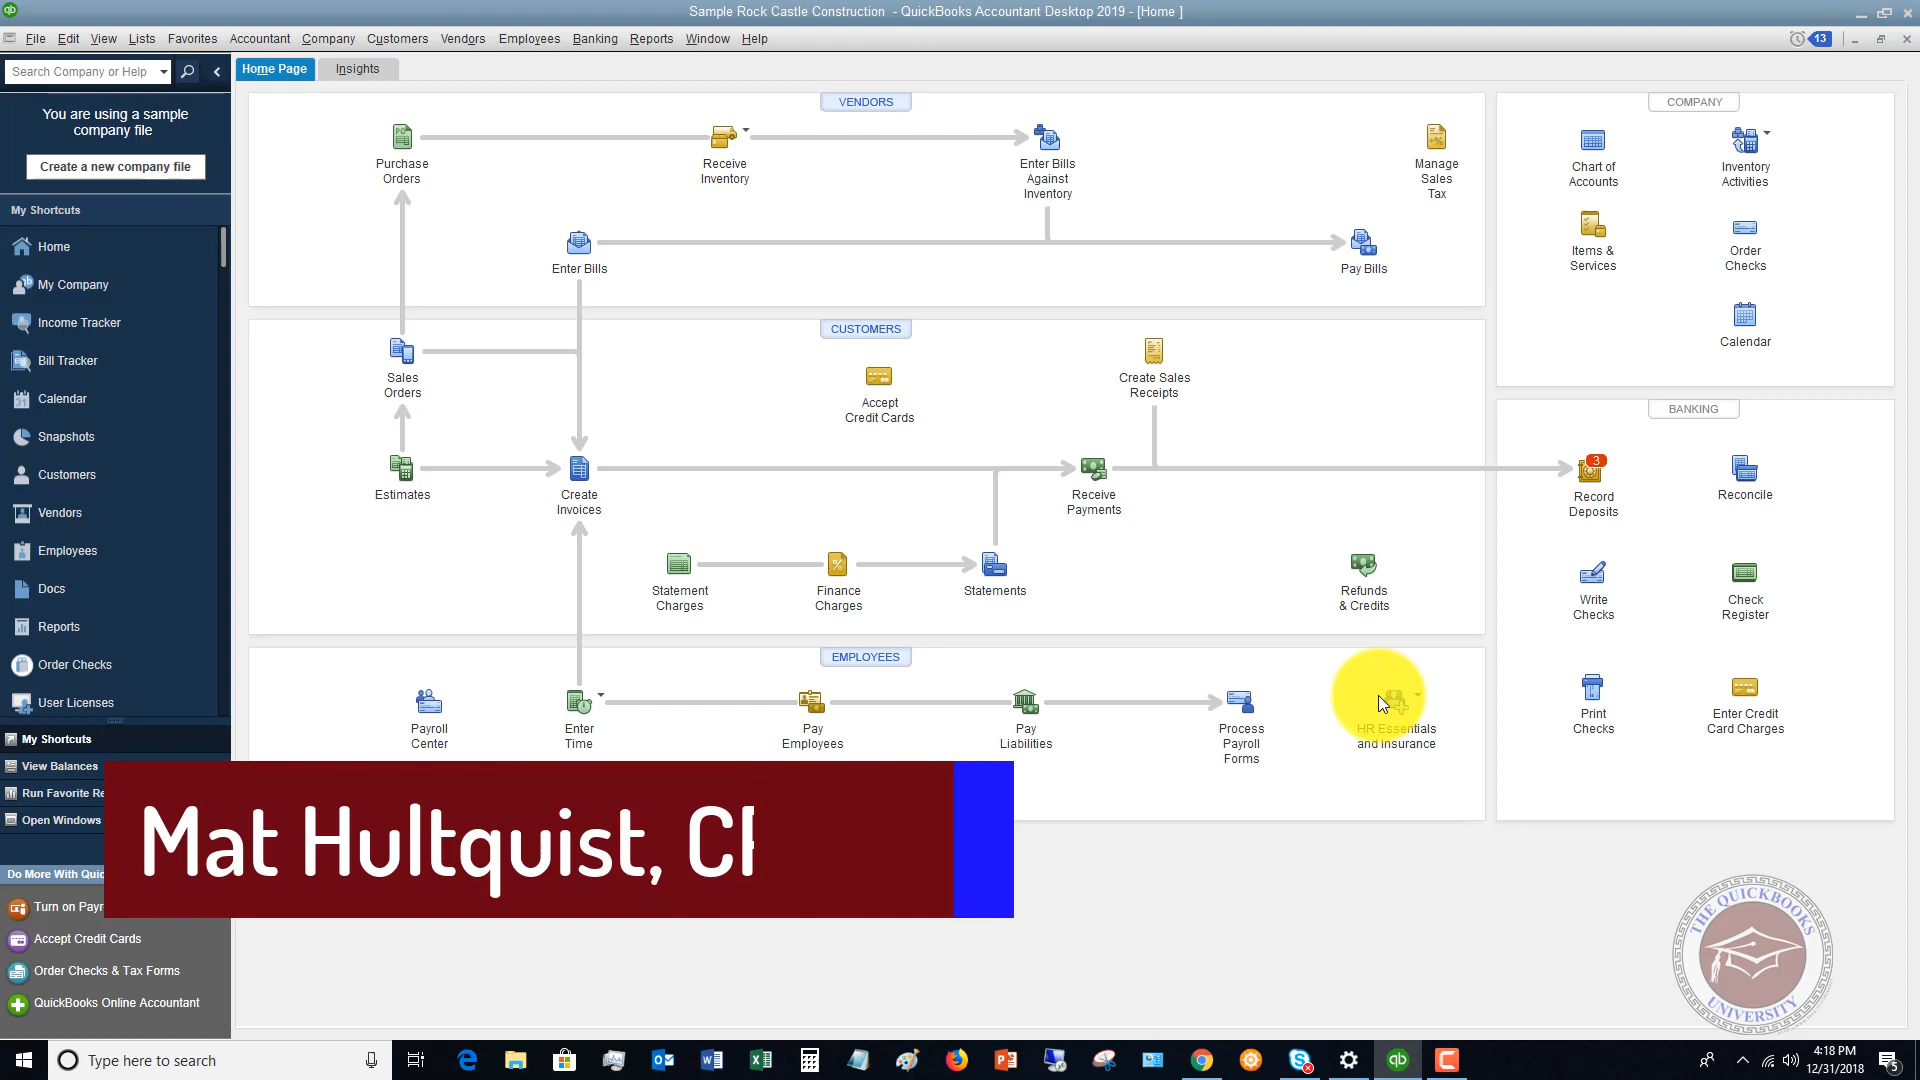 Sample Rock Castle Construction - QuickBooks Accountant Desktop 2019 - [Home ]
File Edit View Lists Favorites Accountant Company Customers Vendors Employees Banking Reports Window Help
13
Search Company or Help
Home Page Insights
You are using a sample
company file
Create a new company file
My Shortcuts
Home
My Company
Income Tracker
Bill Tracker
Calendar
Snapshots
Customers
Vendors
Employees
Docs
Reports
Order Checks
User Licenses
My Shortcuts
View Balances
Run Favorite Re
Open Windows
Do More With Quic
Turn on Payr
Accept Credit Cards
Order Checks & Tax Forms
QuickBooks Online Accountant
VENDORS
Purchase
Orders
Receive
Inventory
Enter Bills
Against
Inventory
Manage
Sales
Tax
Enter Bills
Pay Bills
CUSTOMERS
Sales
Orders
Accept
Credit Cards
Create Sales
Receipts
Estimates
Create
Invoices
Receive
Payments
Statement
Charges
Finance
Charges
Statements
Refunds
& Credits
EMPLOYEES
Payroll
Center
Enter
Time
Pay
Employees
Pay
Liabilities
Process
Payroll
Forms
HR Essentials
and Insurance
COMPANY
Chart of
Accounts
Inventory
Activities
Items &
Services
Order
Checks
Calendar
BANKING
3
Record
Deposits
Reconcile
Write
Checks
Check
Register
Print
Checks
Enter Credit
Card Charges
Mat Hultquist,
THE QUICKBOOKS
UNIVERSITY
Type here to search
4:18 PM
12/31/2018
5